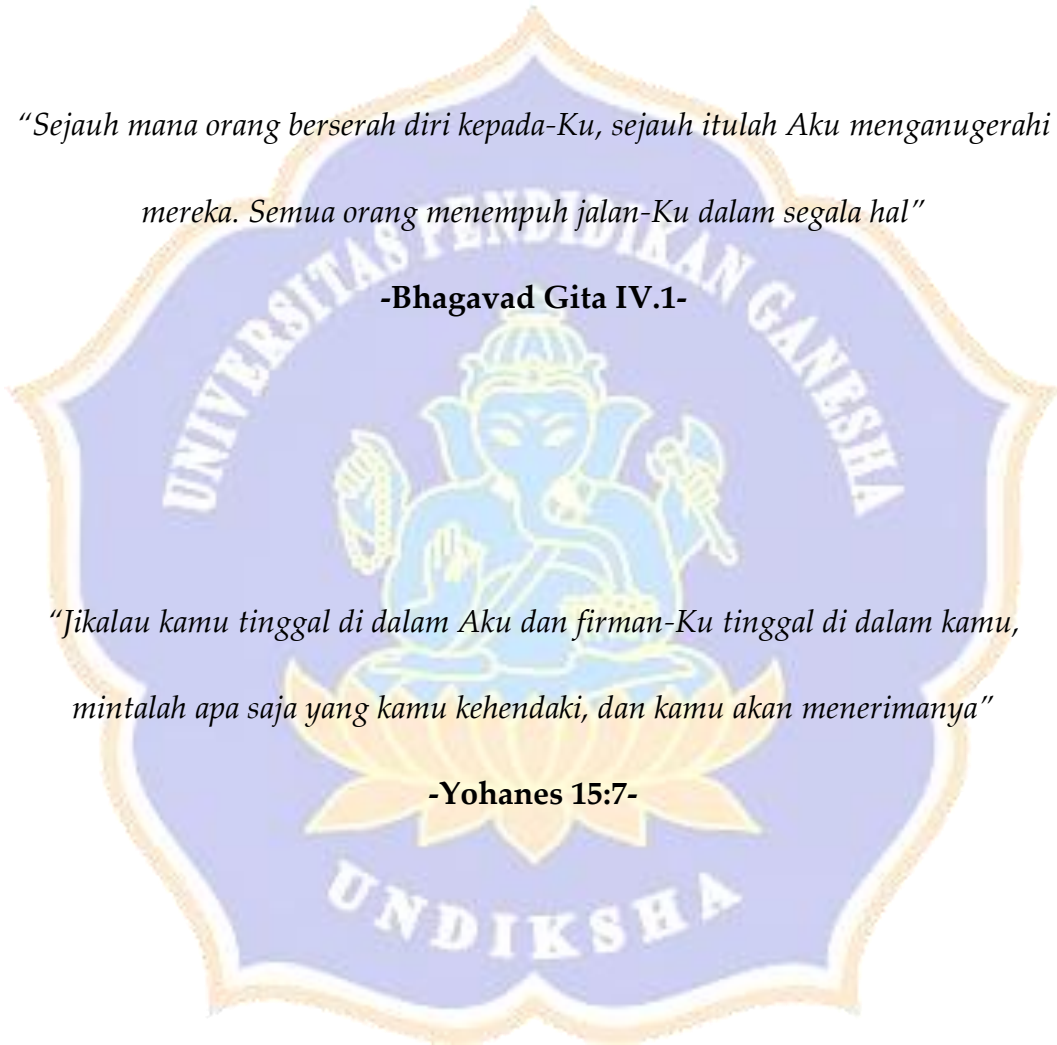 “Sejauh mana orang berserah diri kepada-Ku, sejauh itulah Aku menganugerahi
mereka. Semua orang menempuh jalan-Ku dalam segala hal”
UNIVERSITAS PENDIDIKAN GANESHA
-Bhagavad Gita IV.1-
“Jikalau kamu tinggal di dalam Aku dan firman-Ku tinggal di dalam kamu,
mintalah apa saja yang kamu kehendaki, dan kamu akan menerimanya”
-Yohanes 15:7-
UNDIKSHA